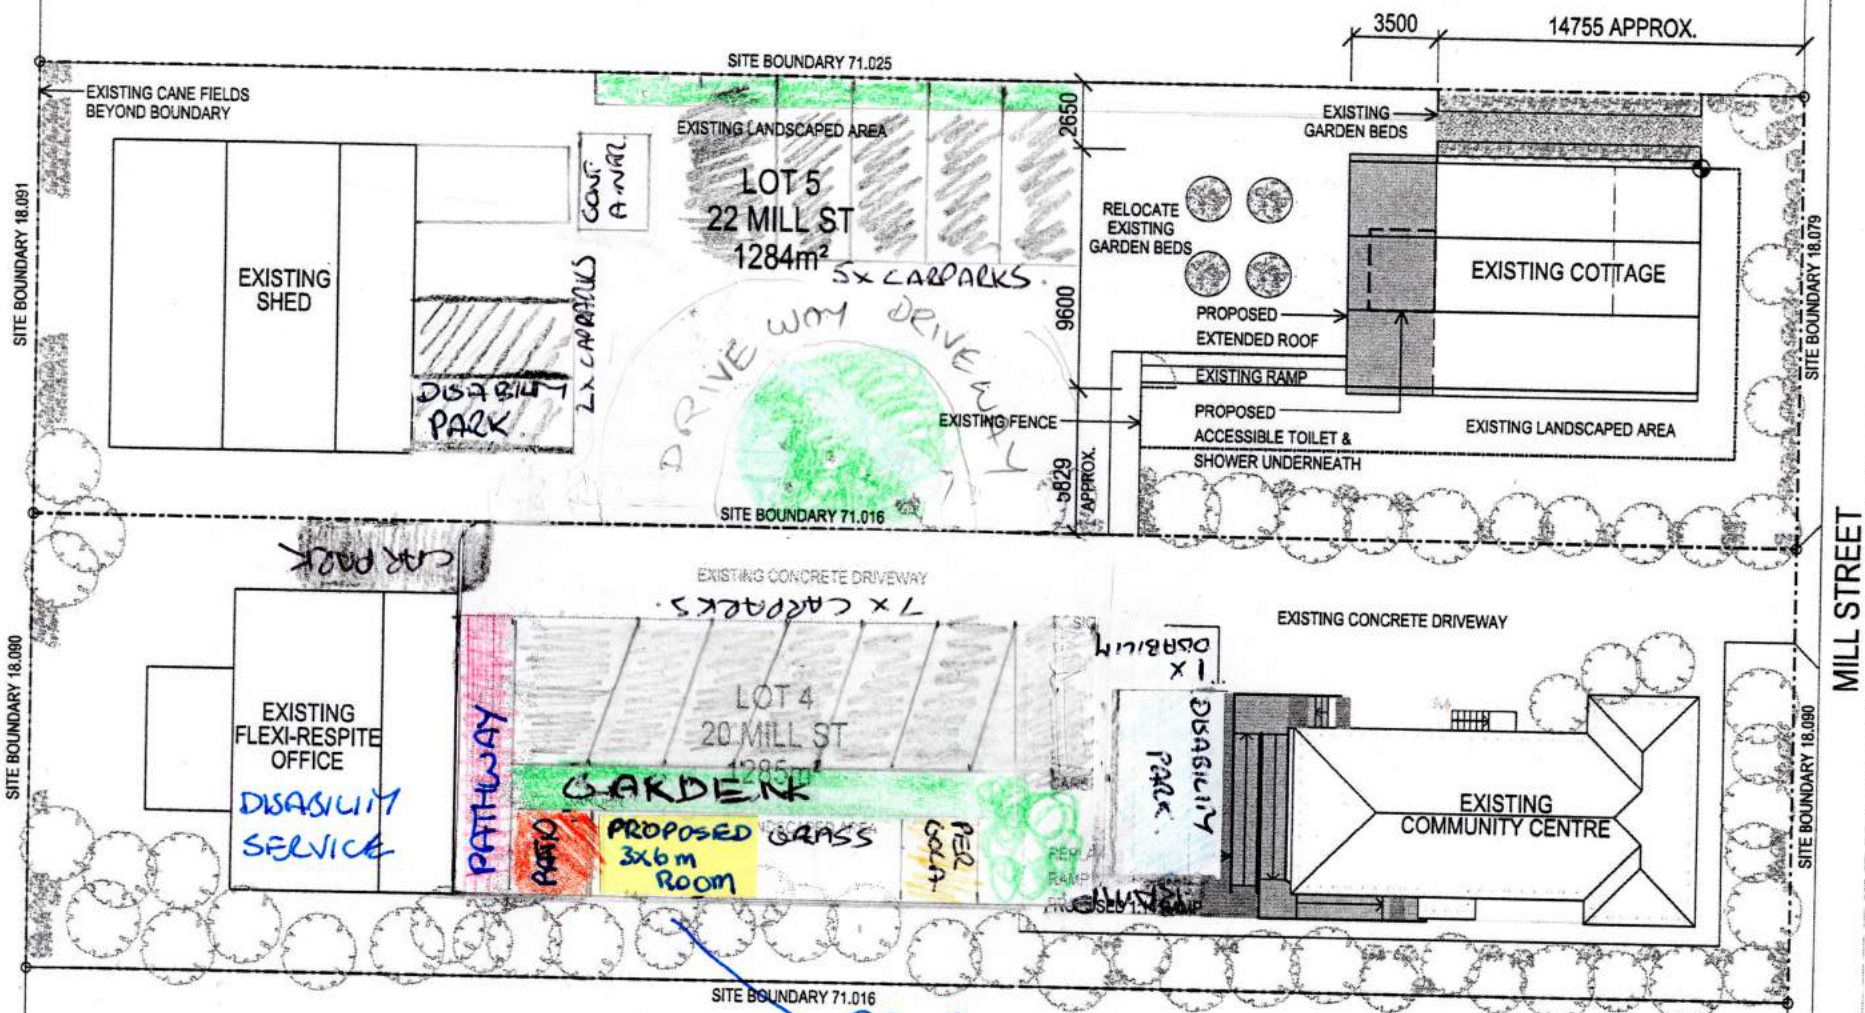 3500
14755 APPROX.
SITE BOUNDARY 71.025
EXISTING CANE FIELDS
BEYOND BOUNDARY
EXISTING
GARDEN BEDS
2650
EXISTING LANDSCAPED AREA
CONT
AINAR.
LOT 5
22 MILL ST
1284m²
5x CARPARKS.
SITE BOUNDARY 18.091
EXISTING
SHED
2x CARPARKS
DISABILITY
PARK.
DRIVE WAY DRIVEWAY
RELOCATE
EXISTING
GARDEN BEDS
9600
EXISTING COTTAGE
SITE BOUNDARY 18.079
PROPOSED
EXTENDED ROOF
EXISTING RAMP
EXISTING FENCE
PROPOSED
ACCESSIBLE TOILET &
SHOWER UNDERNEATH
EXISTING LANDSCAPED AREA
5829
APPROX.
SITE BOUNDARY 71.016
MILL STREET
CAR PARK
EXISTING CONCRETE DRIVEWAY
7 x CARPARKS.
EXISTING CONCRETE DRIVEWAY
1 x
DISABILITY
SITE BOUNDARY 18.090
EXISTING
FLEXI-RESPITE
OFFICE
DISABILITY
SERVICE
PATHWAY
LOT 4
20 MILL ST
1285m²
GARDEN
PATIO
PROPOSED
3x6m
ROOM
GRASS
PER
GOLA
DISABILITY
PARK.
RAMP
EXISTING
COMMUNITY CENTRE
SITE BOUNDARY 18.090
SITE BOUNDARY 71.016